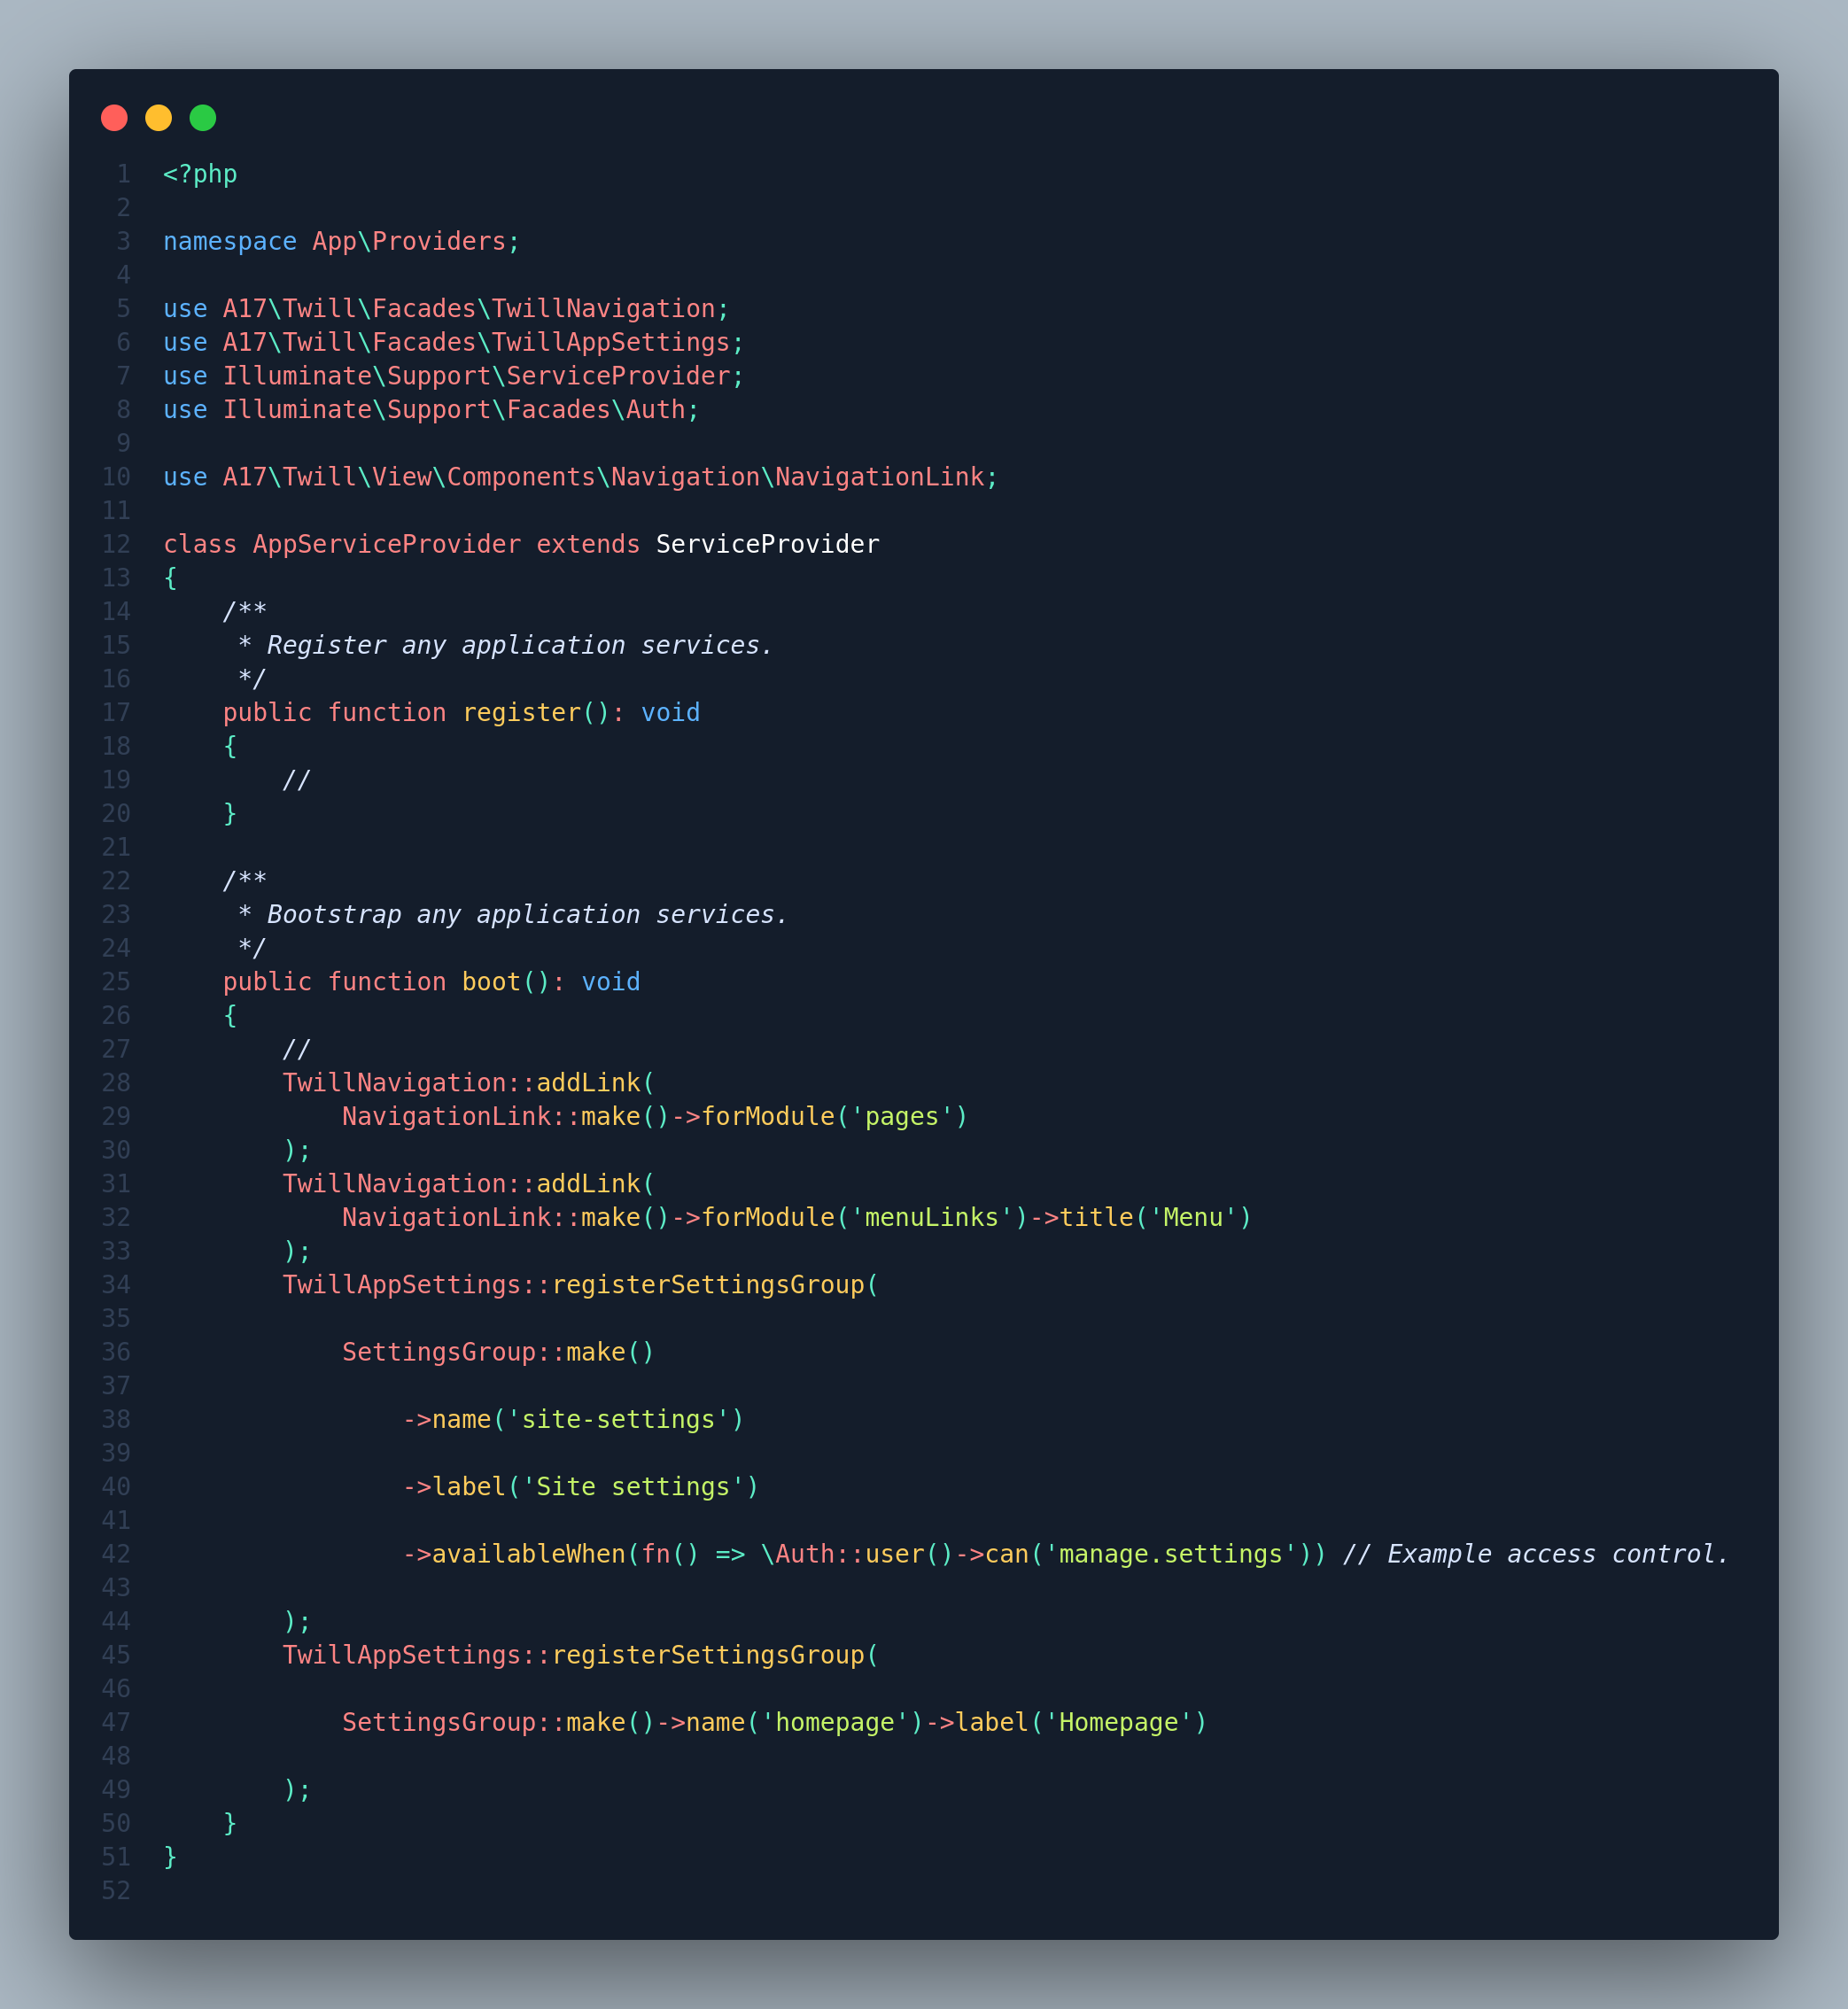 1 <?php
2
3 namespace App\Providers;
4
5 use A17\Twill\Facades\TwillNavigation;
6 use A17\Twill\Facades\TwillAppSettings;
7 use Illuminate\Support\ServiceProvider;
8 use Illuminate\Support\Facades\Auth;
9
10 use A17\Twill\View\Components\Navigation\NavigationLink;
11
12 class AppServiceProvider extends ServiceProvider
13 {
14     /**
15      * Register any application services.
16      */
17     public function register(): void
18     {
19         //
20     }
21
22     /**
23      * Bootstrap any application services.
24      */
25     public function boot(): void
26     {
27         //
28         TwillNavigation::addLink(
29             NavigationLink::make()->forModule('pages')
30         );
31         TwillNavigation::addLink(
32             NavigationLink::make()->forModule('menuLinks')->title('Menu')
33         );
34         TwillAppSettings::registerSettingsGroup(
35
36             SettingsGroup::make()
37
38                 ->name('site-settings')
39
40                 ->label('Site settings')
41
42                 ->availableWhen(fn() => \Auth::user()->can('manage.settings')) // Example access control.
43
44         );
45         TwillAppSettings::registerSettingsGroup(
46
47             SettingsGroup::make()->name('homepage')->label('Homepage')
48
49         );
50     }
51 }
52